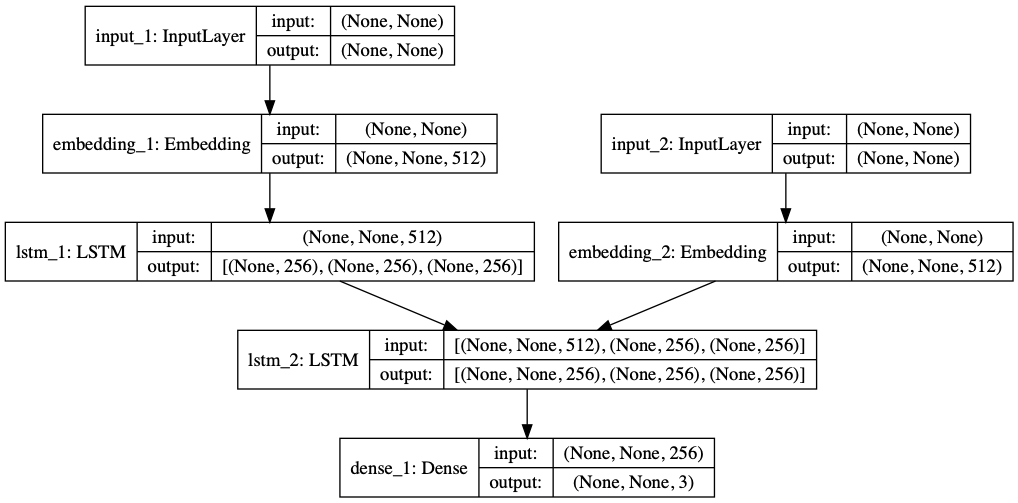 input_1: InputLayer
input: (None, None)
output: (None, None)
embedding_1: Embedding
input: (None, None)
output: (None, None, 512)
input_2: InputLayer
input: (None, None)
output: (None, None)
lstm_1: LSTM
input: (None, None, 512)
output: [(None, 256), (None, 256), (None, 256)]
embedding_2: Embedding
input: (None, None)
output: (None, None, 512)
lstm_2: LSTM
input: [(None, None, 512), (None, 256), (None, 256)]
output: [(None, None, 256), (None, 256), (None, 256)]
dense_1: Dense
input: (None, None, 256)
output: (None, None, 3)